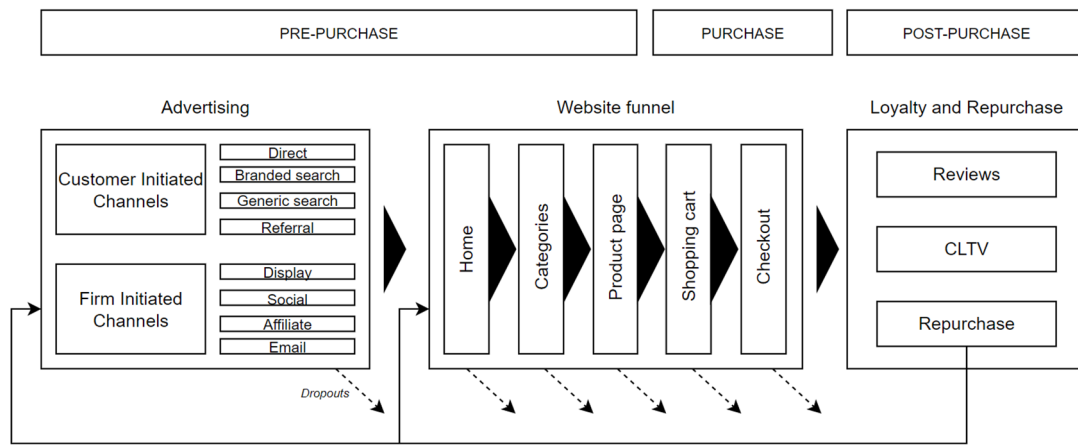 PRE-PURCHASE
PURCHASE
POST-PURCHASE
Advertising
Website funnel
Loyalty and Repurchase
Customer Initiated
Channels
Direct
Branded search
Generic search
Referral
Firm Initiated
Channels
Display
Social
Affiliate
Email
Dropouts
Home
Categories
Product page
Shopping cart
Checkout
Reviews
CLTV
Repurchase